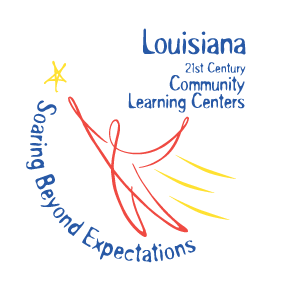 Louisiana
21st Century
Community
Learning Centers
Soaring Beyond Expectations